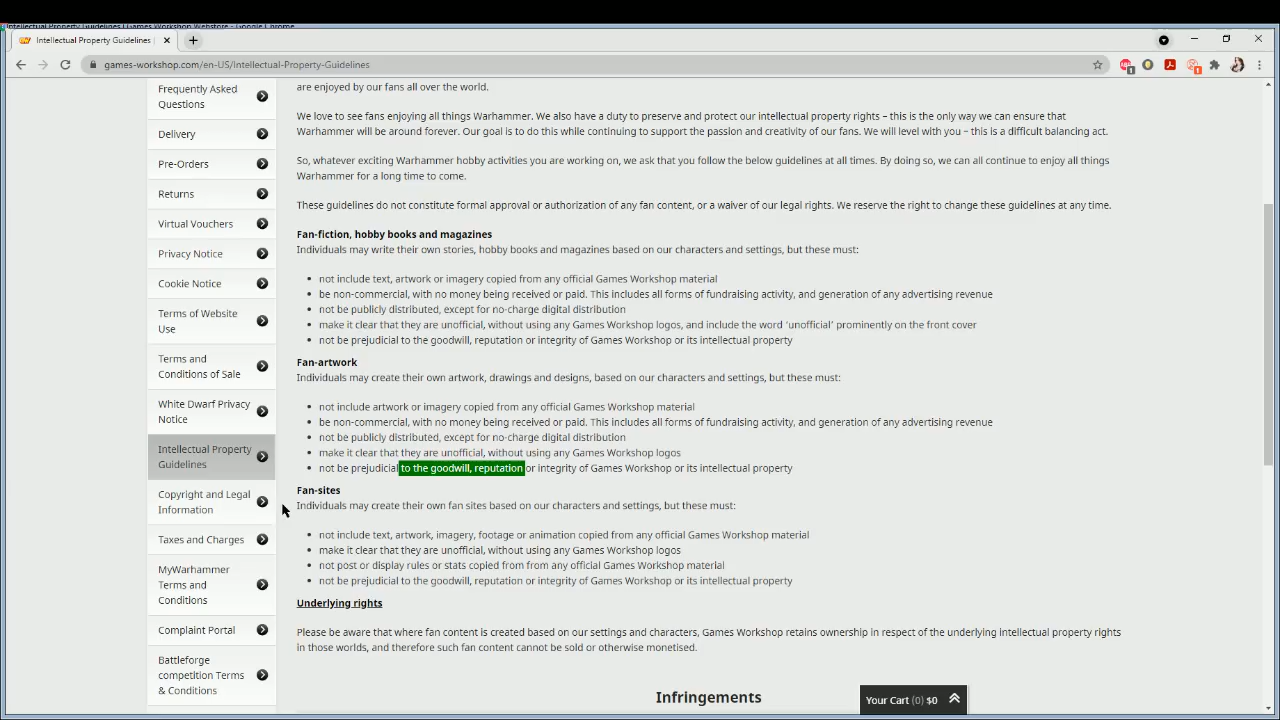 Intellectual Property Guidelines | Games Workshop Webstore - Google Chrome
Intellectual Property Guidelines |
games-workshop.com/en-US/Intellectual-Property-Guidelines
Frequently Asked
Questions
Delivery
Pre-Orders
Returns
Virtual Vouchers
Privacy Notice
Cookie Notice
Terms of Website
Use
Terms and
Conditions of Sale
White Dwarf Privacy
Notice
Intellectual Property
Guidelines
Copyright and Legal
Information
Taxes and Charges
MyWarhammer
Terms and
Conditions
Complaint Portal
Battleforge
competition Terms
& Conditions
are enjoyed by our fans all over the world.
We love to see fans enjoying all things Warhammer. We also have a duty to preserve and protect our intellectual property rights – this is the only way we can ensure that
Warhammer will be around forever. Our goal is to do this while continuing to support the passion and creativity of our fans. We will level with you – this is a difficult balancing act.
So, whatever exciting Warhammer hobby activities you are working on, we ask that you follow the below guidelines at all times. By doing so, we can all continue to enjoy all things
Warhammer for a long time to come.
These guidelines do not constitute formal approval or authorization of any fan content, or a waiver of our legal rights. We reserve the right to change these guidelines at any time.
Fan-fiction, hobby books and magazines
Individuals may write their own stories, hobby books and magazines based on our characters and settings, but these must:
• not include text, artwork or imagery copied from any official Games Workshop material
• be non-commercial, with no money being received or paid. This includes all forms of fundraising activity, and generation of any advertising revenue
• not be publicly distributed, except for no-charge digital distribution
• make it clear that they are unofficial, without using any Games Workshop logos, and include the word ‘unofficial’ prominently on the front cover
• not be prejudicial to the goodwill, reputation or integrity of Games Workshop or its intellectual property
Fan-artwork
Individuals may create their own artwork, drawings and designs, based on our characters and settings, but these must:
• not include artwork or imagery copied from any official Games Workshop material
• be non-commercial, with no money being received or paid. This includes all forms of fundraising activity, and generation of any advertising revenue
• not be publicly distributed, except for no-charge digital distribution
• make it clear that they are unofficial, without using any Games Workshop logos
• not be prejudicial to the goodwill, reputation or integrity of Games Workshop or its intellectual property
Fan-sites
Individuals may create their own fan sites based on our characters and settings, but these must:
• not include text, artwork, imagery, footage or animation copied from any official Games Workshop material
• make it clear that they are unofficial, without using any Games Workshop logos
• not post or display rules or stats copied from from any official Games Workshop material
• not be prejudicial to the goodwill, reputation or integrity of Games Workshop or its intellectual property
Underlying rights
Please be aware that where fan content is created based on our settings and characters, Games Workshop retains ownership in respect of the underlying intellectual property rights
in those worlds, and therefore such fan content cannot be sold or otherwise monetised.
Infringements
Your Cart (0) $0